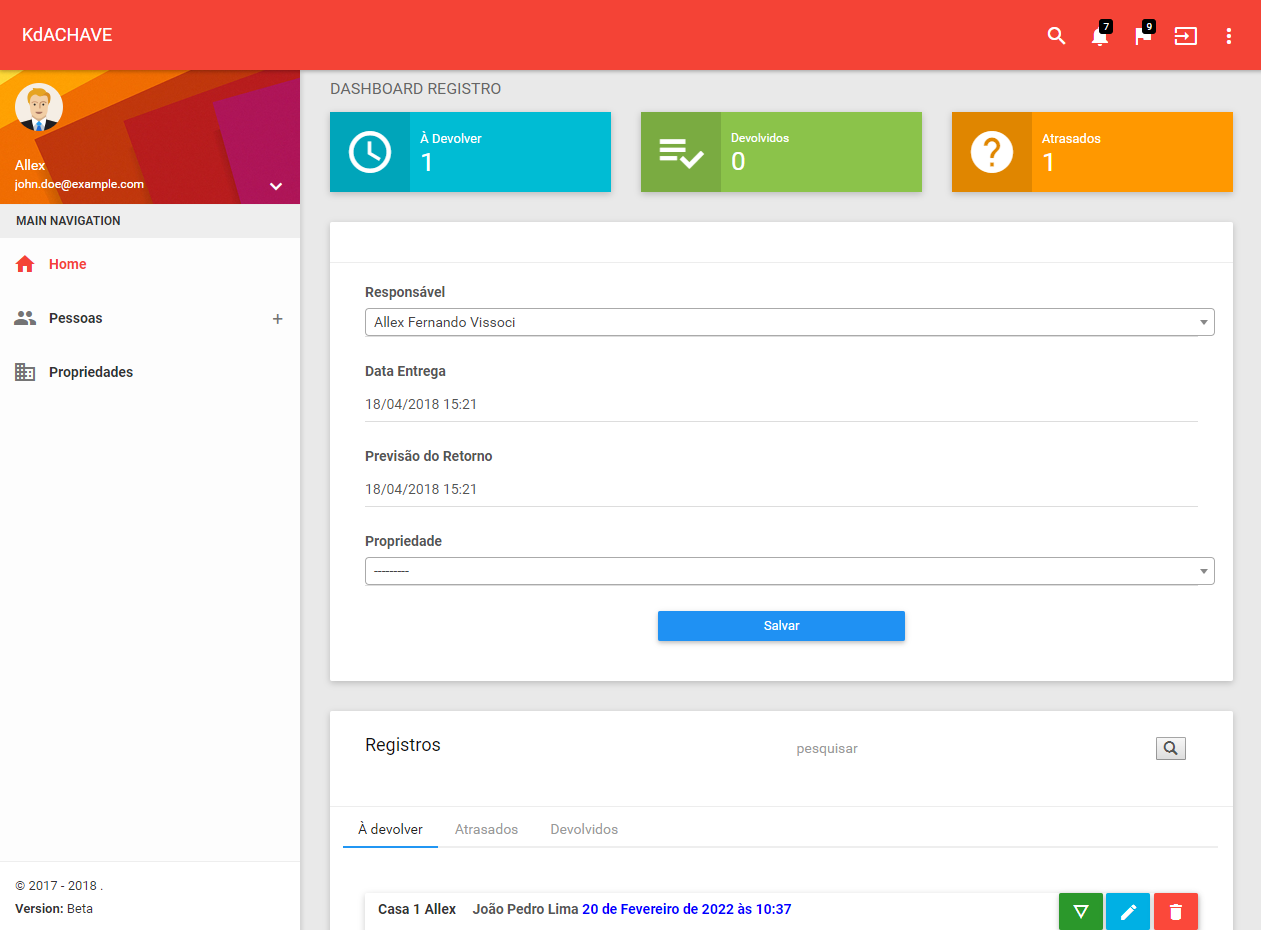 KdACHAVE
7
9
Allex
john.doe@example.com
MAIN NAVIGATION
Home
Pessoas
+
Propriedades
© 2017 - 2018 .
Version: Beta
DASHBOARD REGISTRO
À Devolver
1
Devolvidos
0
Atrasados
1
Responsável
Allex Fernando Vissoci
Data Entrega
18/04/2018 15:21
Previsão do Retorno
18/04/2018 15:21
Propriedade
---------
Salvar
Registros
pesquisar
À devolver Atrasados Devolvidos
Casa 1 Allex João Pedro Lima 20 de Fevereiro de 2022 às 10:37